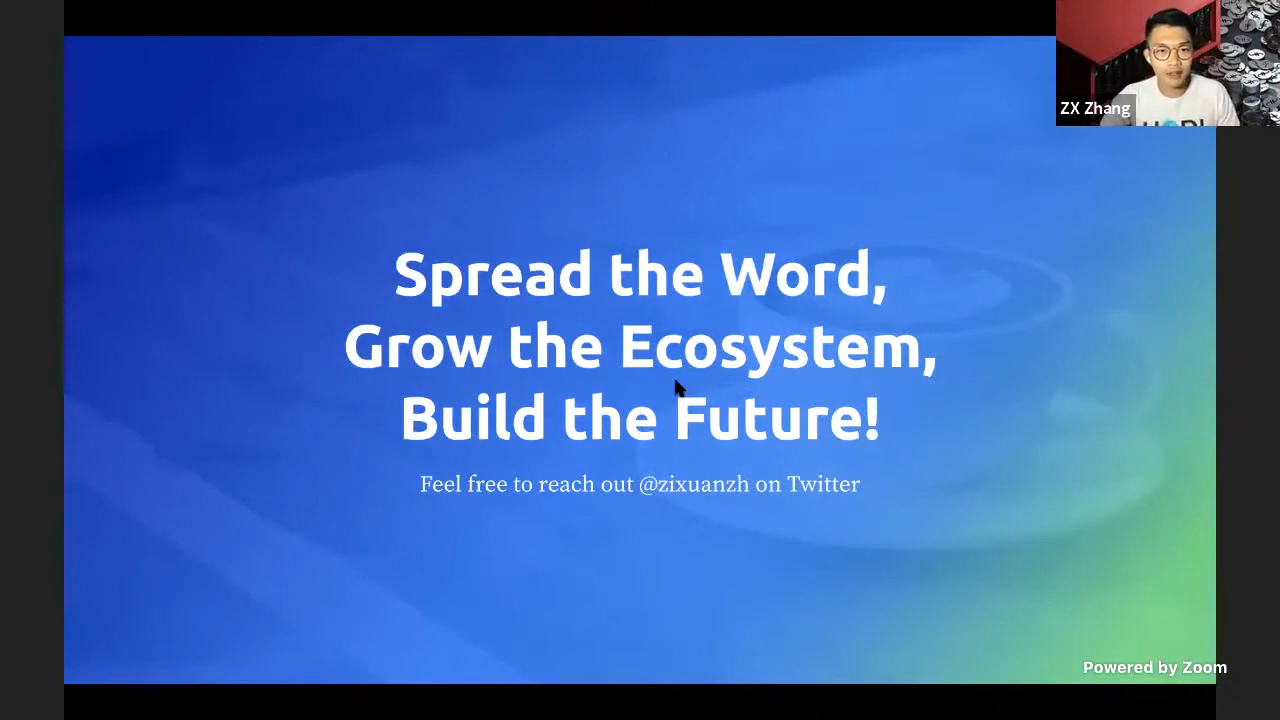 ZX Zhang
Spread the Word,
Grow the Ecosystem,
Build the Future!
Feel free to reach out @zixuanzh on Twitter
Powered by Zoom